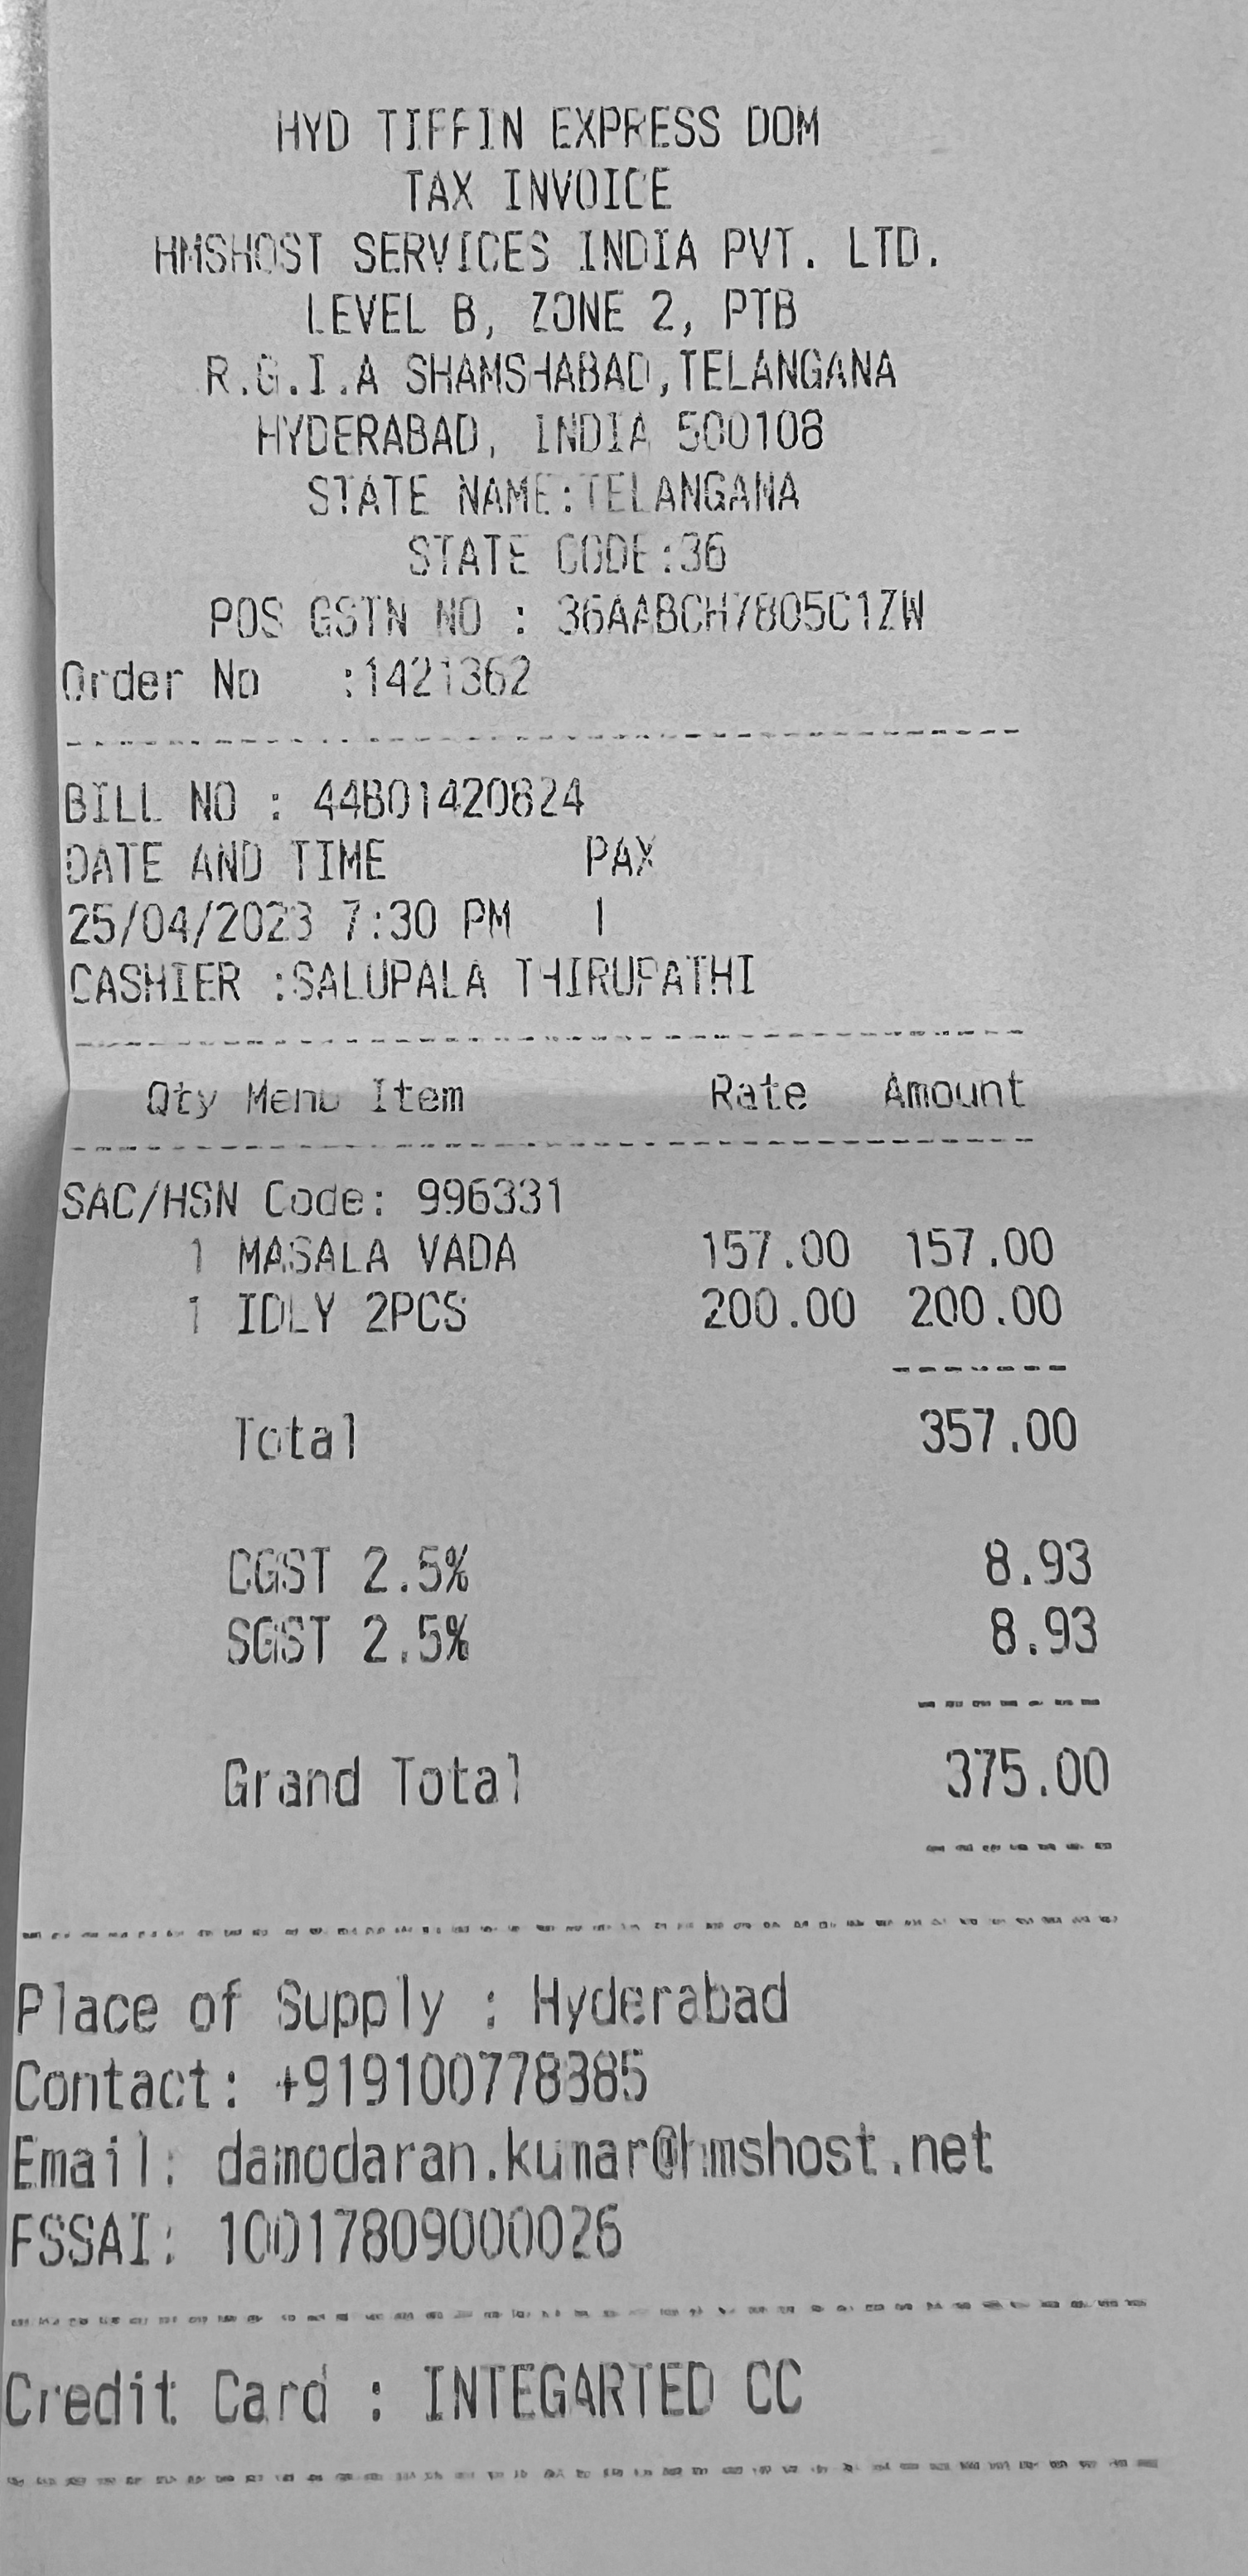 HYD TIFFIN EXPRESS DOM
TAX INVOICE
HMSHOST SERVICES INDIA PVT. LTD.
LEVEL B, ZONE 2, PTB
R.G.I.A SHAMSHABAD,TELANGANA
HYDERABAD, INDIA 500108
STATE NAME:TELANGANA
STATE CODE:36
POS GSTN NO : 36AABCH7805C1ZW
Order No :1421362
BILL NO : 44B01420824
DATE AND TIME PAX
25/04/2023 7:30 PM 1
CASHIER :SALUPALA THIRUPATHI
Qty Menu Item Rate Amount
SAC/HSN Code: 996331
1 MASALA VADA 157.00 157.00
1 IDLY 2PCS 200.00 200.00
Total 357.00
CGST 2.5% 8.93
SGST 2.5% 8.93
Grand Total 375.00
Place of Supply : Hyderabad
Contact: +919100778385
Email: damodaran.kumar@hmshost.net
FSSAI: 10017809000026
Credit Card : INTEGARTED CC